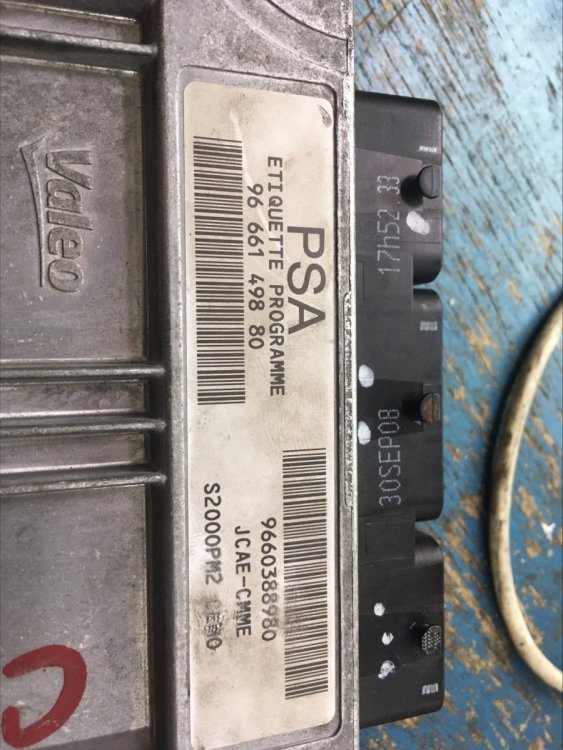 Valeo
PSA
ETIQUETTE PROGRAMME
96 661 498 80
9660388980
JCAE-CMME
S2000PM2
17h52 33
30SEP08